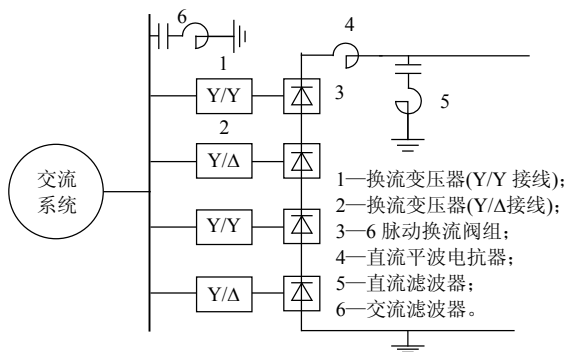 6
4
1
Y/Y
3
5
2
Y/Δ
交流
系统
Y/Y
Y/Δ
1—换流变压器(Y/Y 接线);
2—换流变压器(Y/Δ接线);
3—6 脉动换流阀组;
4—直流平波电抗器;
5—直流滤波器;
6—交流滤波器。